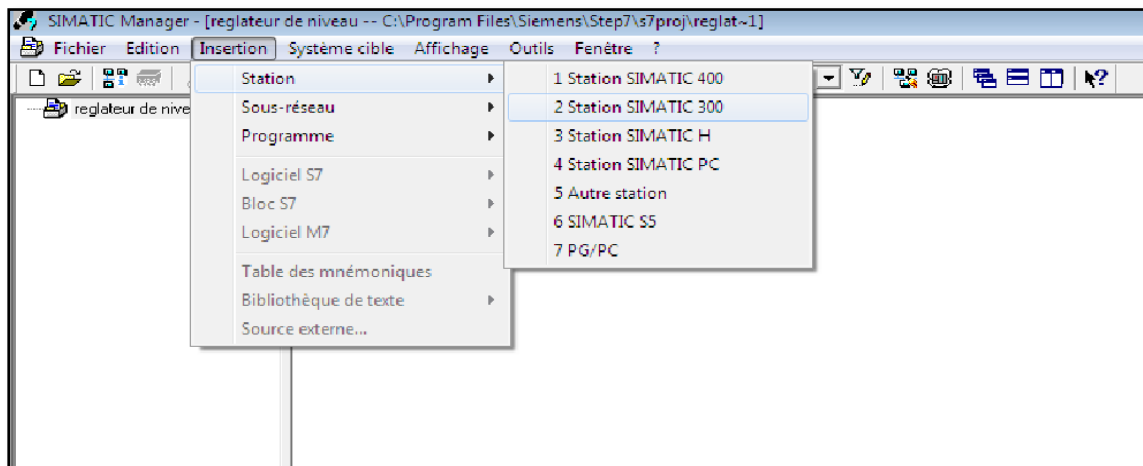 SIMATIC Manager - [reglateur de niveau -- C:\Program Files\Siemens\Step7\s7proj\reglat~1]
Fichier Edition Insertion Système cible Affichage Outils Fenêtre ?
reglateur de nive
Station
Sous-réseau
Programme
Logiciel S7
Bloc S7
Logiciel M7
Table des mnémoniques
Bibliothèque de texte
Source externe...
1 Station SIMATIC 400
2 Station SIMATIC 300
3 Station SIMATIC H
4 Station SIMATIC PC
5 Autre station
6 SIMATIC S5
7 PG/PC